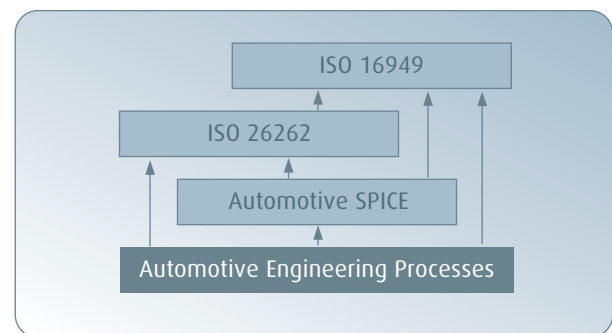 ISO 16949
ISO 26262
Automotive SPICE
Automotive Engineering Processes